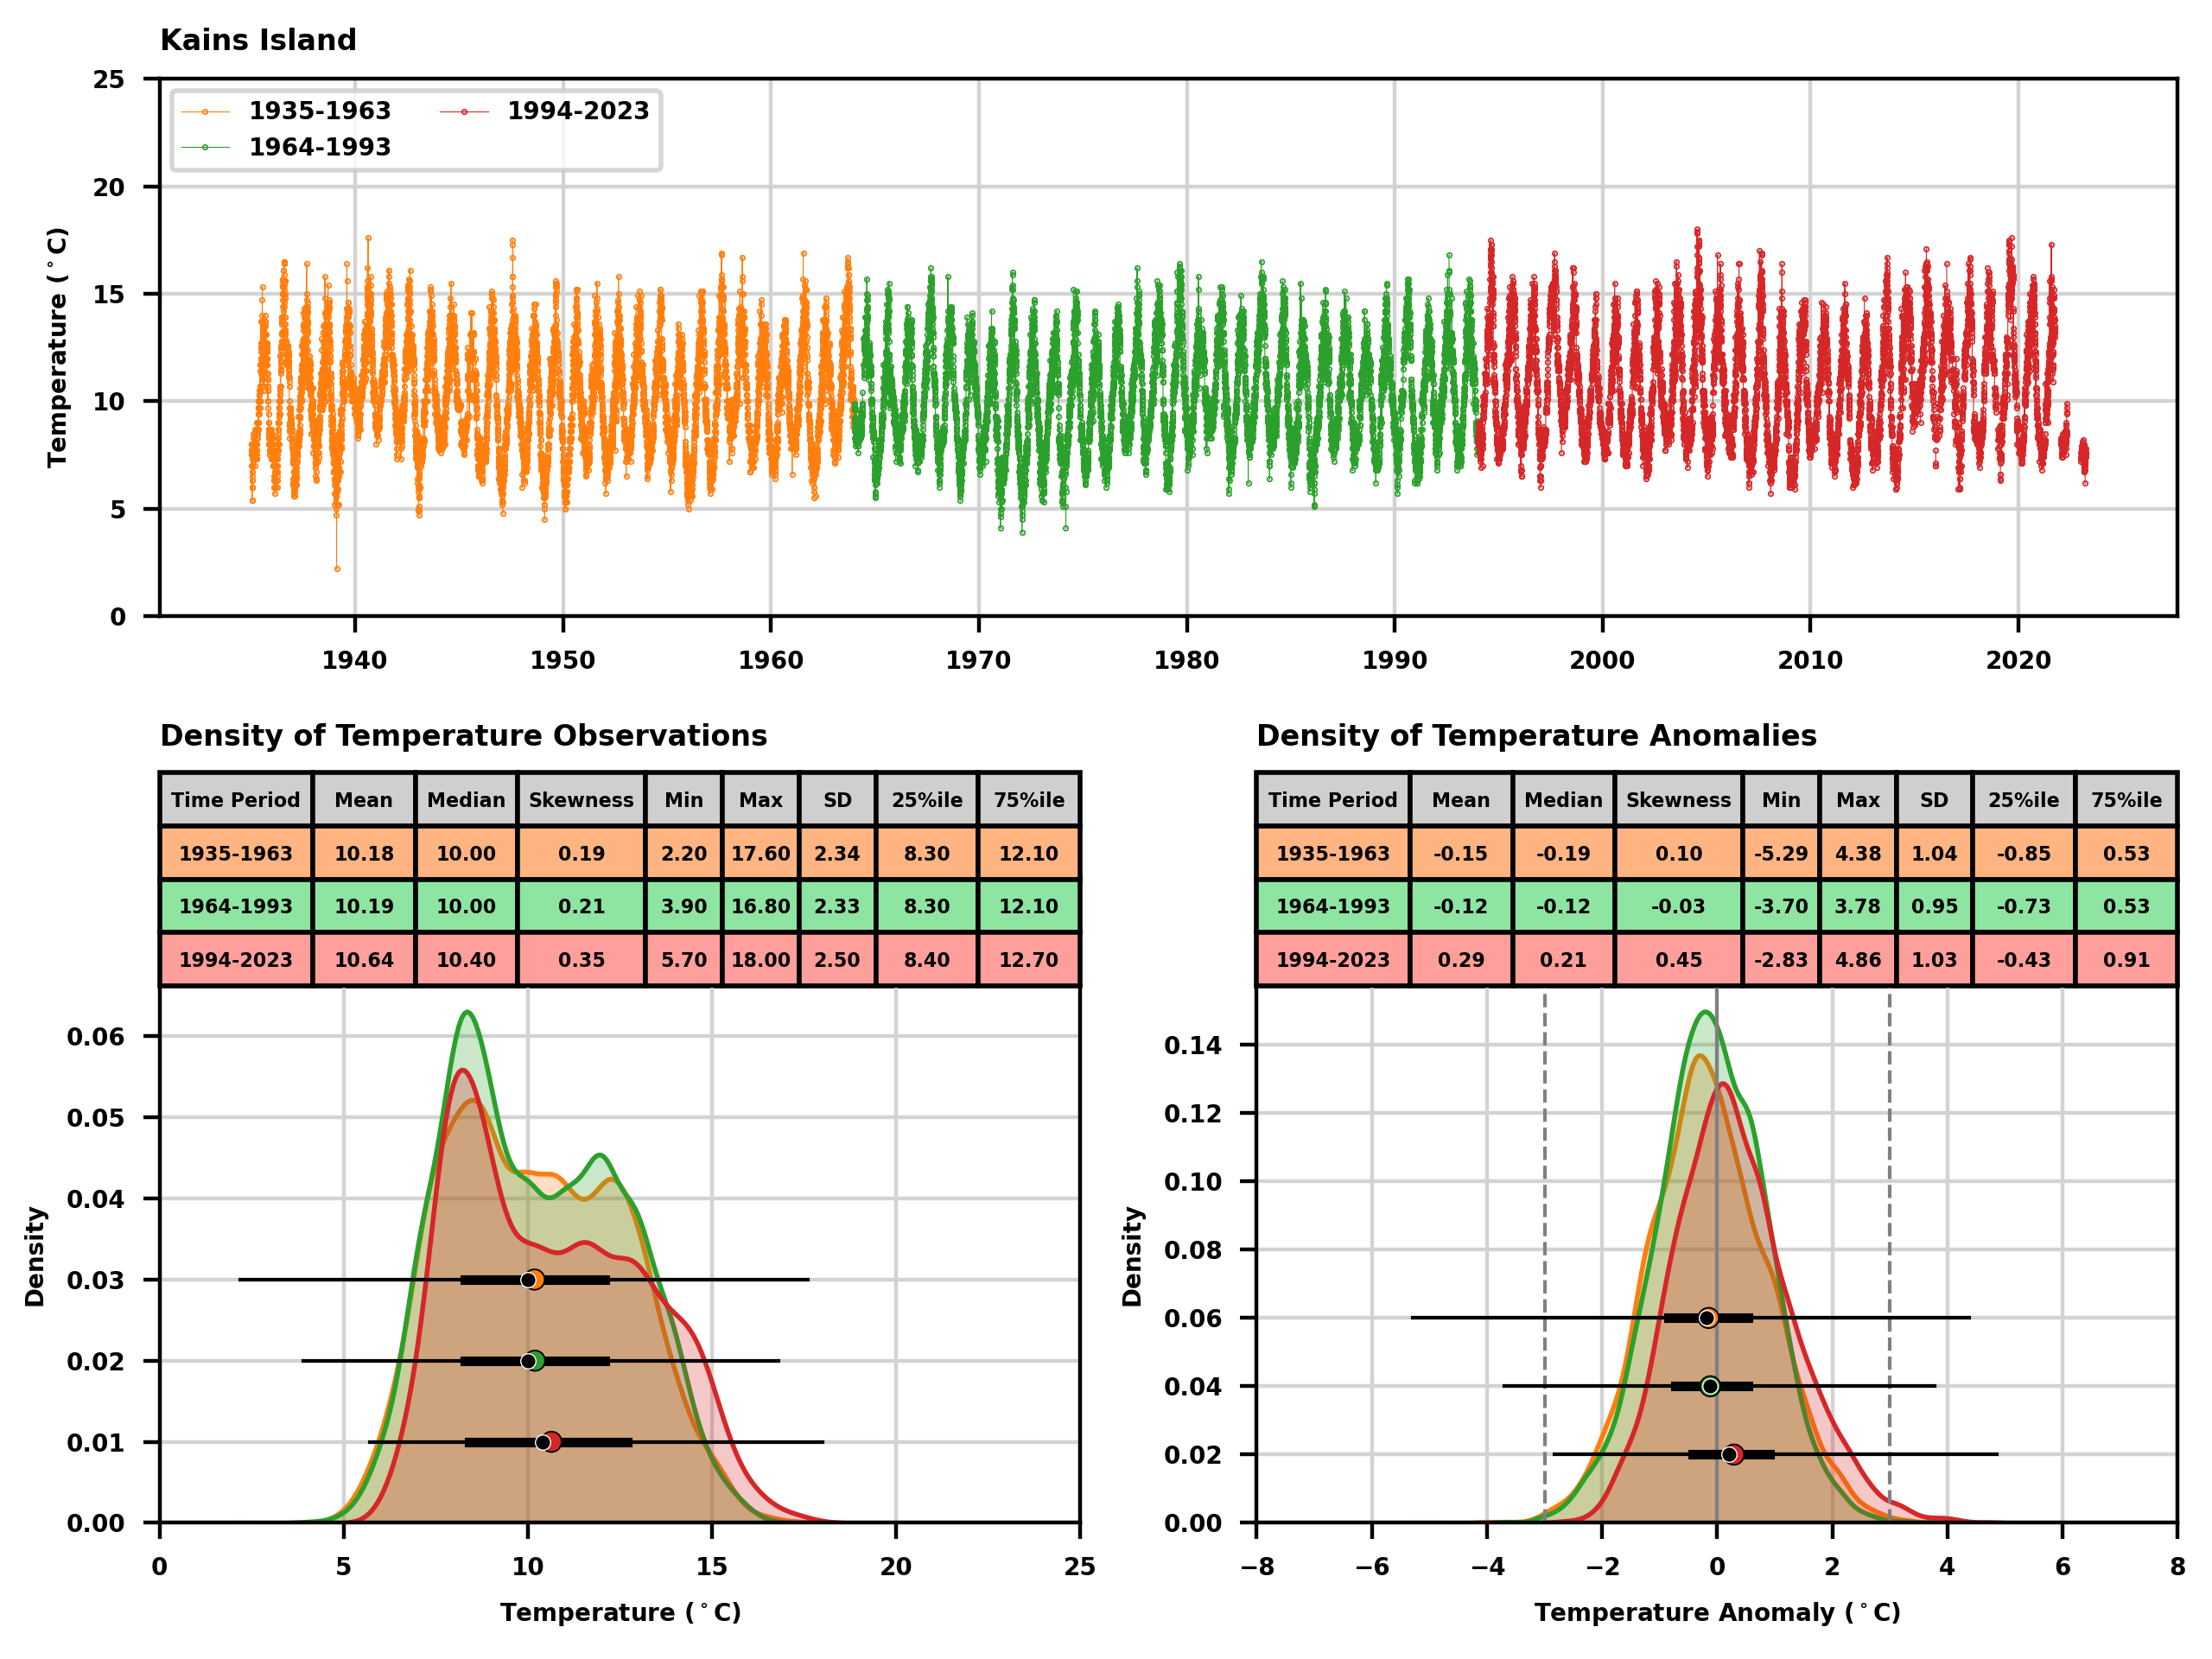 Kains Island
25
20
15
10
5
0
Temperature (°C)
1935-1963 1994-2023
1964-1993
1940 1950 1960 1970 1980 1990 2000 2010 2020
Density of Temperature Observations
Time Period Mean Median Skewness Min Max SD 25%ile 75%ile
1935-1963 10.18 10.00 0.19 2.20 17.60 2.34 8.30 12.10
1964-1993 10.19 10.00 0.21 3.90 16.80 2.33 8.30 12.10
1994-2023 10.64 10.40 0.35 5.70 18.00 2.50 8.40 12.70
0.06
0.05
0.04
0.03
0.02
0.01
0.00
Density
0 5 10 15 20 25
Temperature (°C)
Density of Temperature Anomalies
Time Period Mean Median Skewness Min Max SD 25%ile 75%ile
1935-1963 -0.15 -0.19 0.10 -5.29 4.38 1.04 -0.85 0.53
1964-1993 -0.12 -0.12 -0.03 -3.70 3.78 0.95 -0.73 0.53
1994-2023 0.29 0.21 0.45 -2.83 4.86 1.03 -0.43 0.91
0.14
0.12
0.10
0.08
0.06
0.04
0.02
0.00
Density
−8 −6 −4 −2 0 2 4 6 8
Temperature Anomaly (°C)